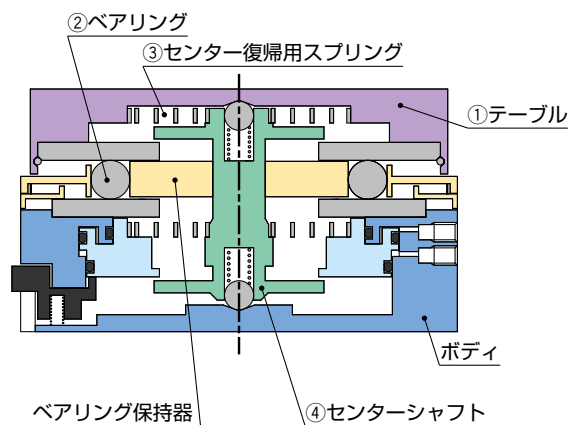 ②ベアリング
③センター復帰用スプリング
①テーブル
ボディ
ベアリング保持器
④センターシャフト